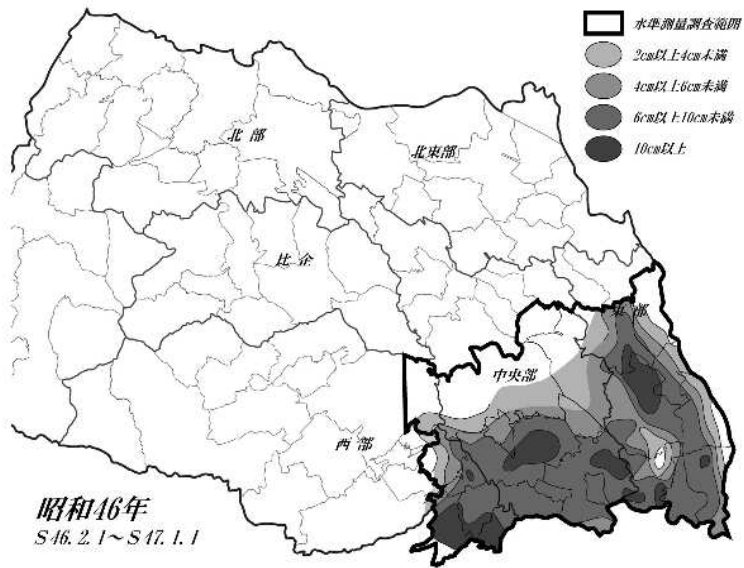 水準測量調査範囲
2cm以上4cm未満
4cm以上6cm未満
6cm以上10cm未満
10cm以上
北部
北東部
比企
東部
中央部
西部
昭和46年
S46.2.1～S47.1.1